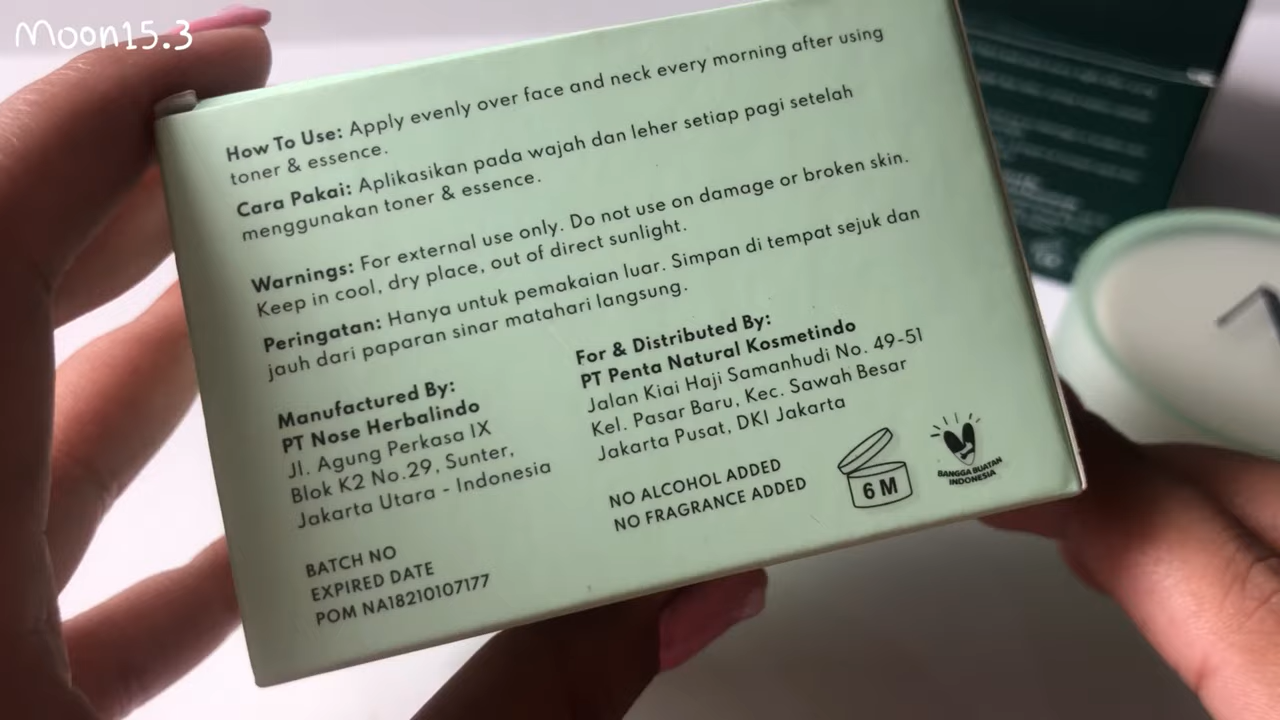 Moon15.3
How To Use: Apply evenly over face and neck every morning after using
toner & essence.
Cara Pakai: Aplikasikan pada wajah dan leher setiap pagi setelah
menggunakan toner & essence.
Warnings: For external use only. Do not use on damage or broken skin.
Keep in cool, dry place, out of direct sunlight.
Peringatan: Hanya untuk pemakaian luar. Simpan di tempat sejuk dan
jauh dari paparan sinar matahari langsung.
Manufactured By:
PT Nose Herbalindo
Jl. Agung Perkasa IX
Blok K2 No.29, Sunter,
Jakarta Utara - Indonesia
For & Distributed By:
PT Penta Natural Kosmetindo
Jalan Kiai Haji Samanhudi No. 49-51
Kel. Pasar Baru, Kec. Sawah Besar
Jakarta Pusat, DKI Jakarta
NO ALCOHOL ADDED
NO FRAGRANCE ADDED
6 M
BANGGA BUATAN
INDONESIA
BATCH NO
EXPIRED DATE
POM NA18210107177